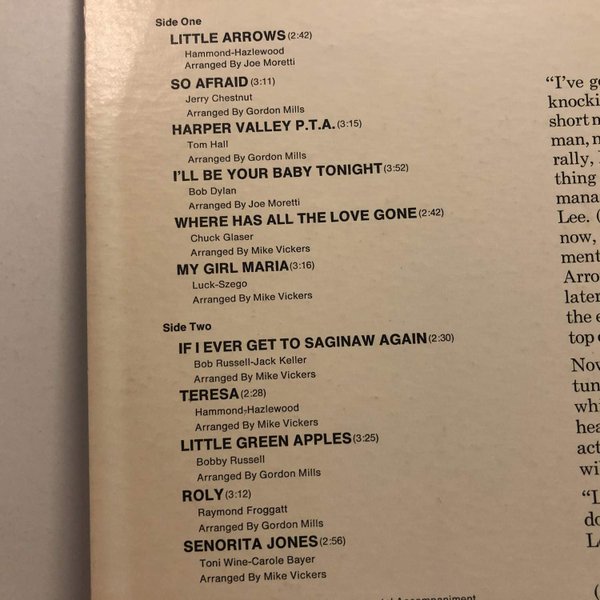 Side One
LITTLE ARROWS (2:42)
Hammond-Hazlewood
Arranged By Joe Moretti
SO AFRAID (3:11)
Jerry Chestnut
Arranged By Gordon Mills
HARPER VALLEY P.T.A. (3:15)
Tom Hall
Arranged By Gordon Mills
I'LL BE YOUR BABY TONIGHT (3:52)
Bob Dylan
Arranged By Joe Moretti
WHERE HAS ALL THE LOVE GONE (2:42)
Chuck Glaser
Arranged By Mike Vickers
MY GIRL MARIA (3:16)
Luck-Szego
Arranged By Mike Vickers
Side Two
IF I EVER GET TO SAGINAW AGAIN (2:30)
Bob Russell-Jack Keller
Arranged By Mike Vickers
TERESA (2:28)
Hammond-Hazlewood
Arranged By Mike Vickers
LITTLE GREEN APPLES (3:25)
Bobby Russell
Arranged By Gordon Mills
ROLY (3:12)
Raymond Froggatt
Arranged By Gordon Mills
SENORITA JONES (2:56)
Toni Wine-Carole Bayer
Arranged By Mike Vickers
Accompaniment
“I've g
knocki
short m
man, n
rally,
thing
mana
Lee. (
now,
ment
Arro
later
the e
top
Nov
tun
whi
hea
act
wi
“L
do
L